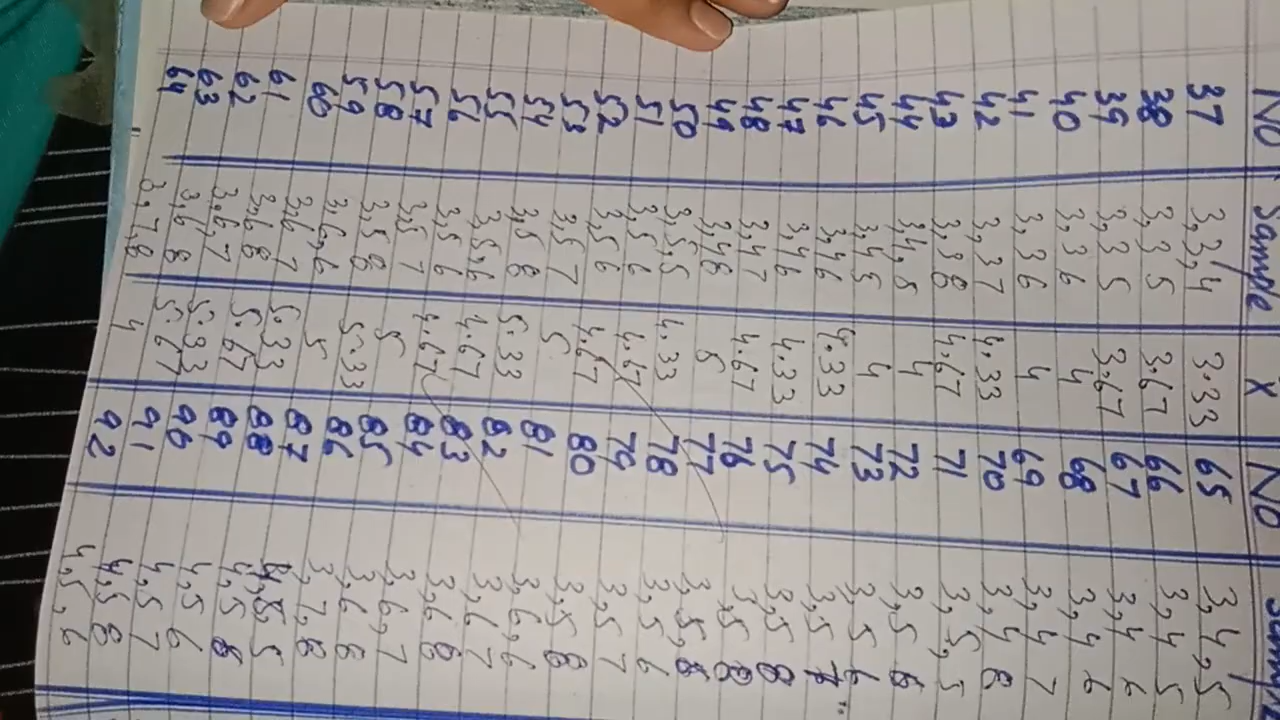 No Sample x̄ No Sample
37 3,3,4 3.33 65 3,4,5
38 3,3,5 3.67 66 3,4,5
39 3,3,5 3.67 67 3,4,6
40 3,3,6 4 68 3,4,6
41 3,3,6 4 69 3,4,7
42 3,3,7 4.33 70 3,4,8
43 3,3,8 4.67 71 3,5,5
44 3,4,5 4 72 3,5,
45 3,4,5 4 73 3,5,6
46 3,4,6 4.33 74 3,5,7
47 3,4,6 4.33 75 3,5,8
48 3,4,7 4.67 76 3,5
49 3,4,8 5 77 3,5,8
50 3,5,5 4.33 78 3,5,6
51 3,5,6 4.67 79 3,5,7
52 3,5,6 4.67 80 3,5,8
53 3,5,7 5 81 3,6,6
54 3,5,8 5.33 82 3,6,7
55 3,5,6 4.67 83 3,6,8
56 3,5,6 4.67 84 3,6,7
57 3,5,7 5 85 3,6,8
58 3,5,8 5.33 86 3,7,8
59 3,6,6 5 87 4,5,5
60 3,6,7 5.33 88 4,5,8
61 3,6,8 5.67 89 4,5,6
62 3,6,7 5.33 90 4,5,7
63 3,6,8 5.67 91 4,5,8
64 3,7,8 4 92 4,5,6